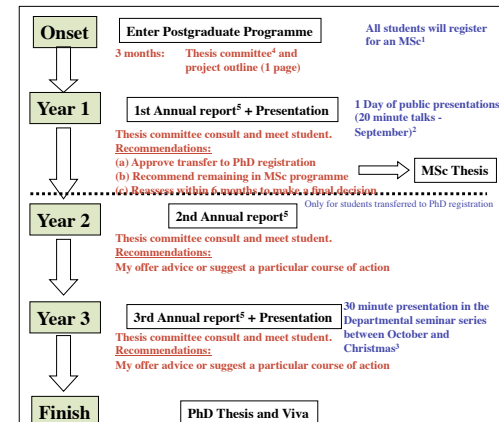 Onset
Enter Postgraduate Programme
All students will register
for an MSc¹
3 months: Thesis committee⁴ and
project outline (1 page)
Year 1
1st Annual report⁵ + Presentation
1 Day of public presentations
(20 minute talks -
September)²
Thesis committee consult and meet student.
Recommendations:
(a) Approve transfer to PhD registration
(b) Recommend remaining in MSc programme
(c) Reassess within 6 months to make a final decision
MSc Thesis
Only for students transferred to PhD registration
Year 2
2nd Annual report⁵
Thesis committee consult and meet student.
Recommendations:
My offer advice or suggest a particular course of action
Year 3
3rd Annual report⁵ + Presentation
30 minute presentation in the
Departmental seminar series
between October and
Christmas³
Thesis committee consult and meet student.
Recommendations:
My offer advice or suggest a particular course of action
Finish
PhD Thesis and Viva